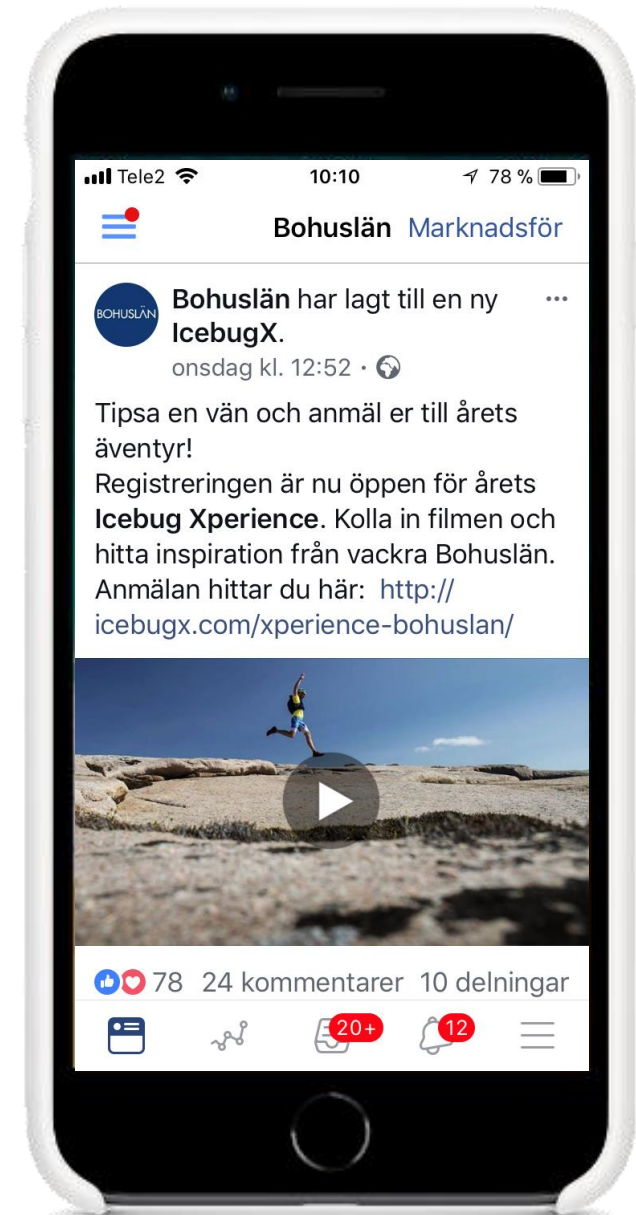 Tele2 10:10 78 %
Bohuslän Marknadsför
BOHUSLÄN
Bohuslän har lagt till en ny
IcebugX.
onsdag kl. 12:52 ·
Tipsa en vän och anmäl er till årets
äventyr!
Registreringen är nu öppen för årets
Icebug Xperience. Kolla in filmen och
hitta inspiration från vackra Bohuslän.
Anmälan hittar du här: http://
icebugx.com/xperience-bohuslan/
78 24 kommentarer 10 delningar
20+ 12